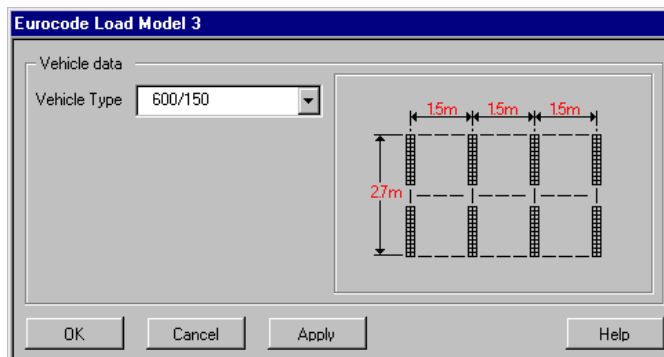 Eurocode Load Model 3
Vehicle data
Vehicle Type 600/150
1.5m 1.5m 1.5m
2.7m
OK Cancel Apply Help